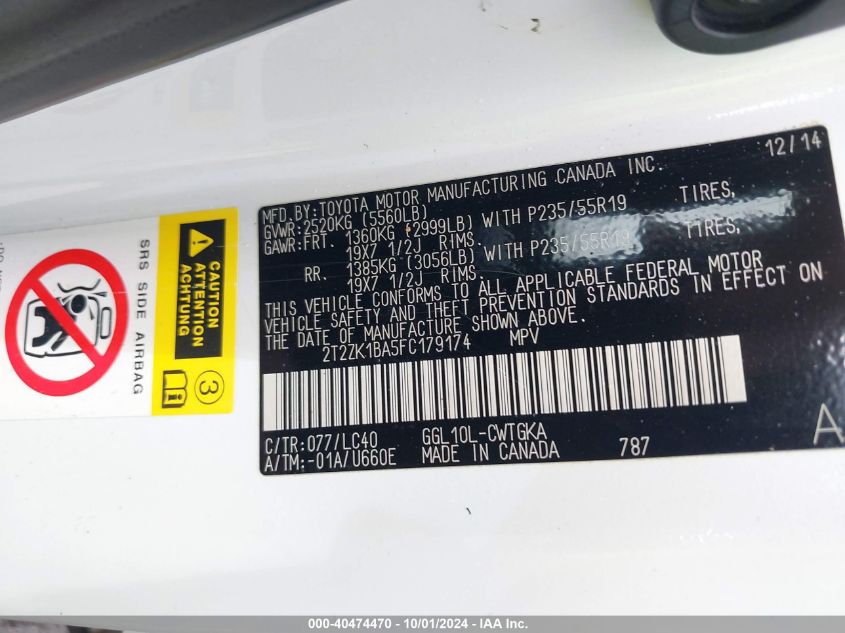 12/14
MFD.BY:TOYOTA MOTOR MANUFACTURING CANADA INC.
GVWR:2520KG (5560LB)
GAWR:FRT. 1360KG (2999LB) WITH P235/55R19 TIRES,
19X7 1/2J RIMS.
RR. 1385KG (3056LB) WITH P235/55R19 TIRES,
19X7 1/2J RIMS.
THIS VEHICLE CONFORMS TO ALL APPLICABLE FEDERAL MOTOR
VEHICLE SAFETY AND THEFT PREVENTION STANDARDS IN EFFECT ON
THE DATE OF MANUFACTURE SHOWN ABOVE.
2T2ZK1BA5FC179174 MPV
C/TR:077/LC40 GGL10L-CWTGKA
A/TM:-01A/U660E MADE IN CANADA 787
A
CAUTION
ATTENTION
ACHTUNG
3
SRS SIDE AIRBAG
000-40474470 - 10/01/2024 - IAA Inc.